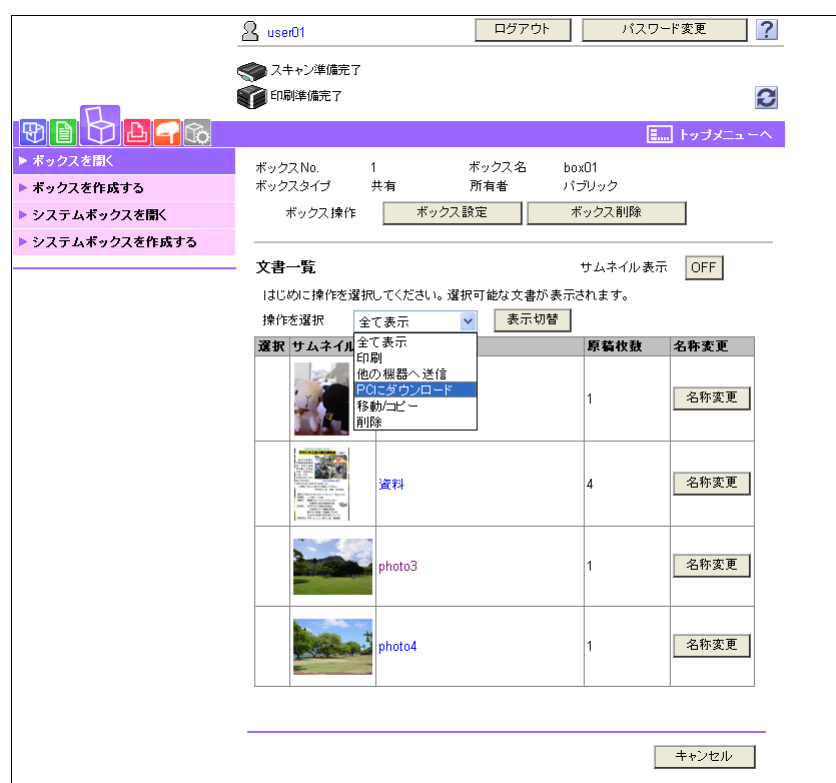 user01 ログアウト パスワード変更 ?
スキャン準備完了
印刷準備完了
トップメニューへ
ボックスを開く
ボックスを作成する
システムボックスを開く
システムボックスを作成する
ボックスNo. 1 ボックス名 box01
ボックスタイプ 共有 所有者 パブリック
ボックス操作 ボックス設定 ボックス削除
文書一覧 サムネイル表示 OFF
はじめに操作を選択してください。選択可能な文書が表示されます。
操作を選択 全て表示 表示切替
選択 サムネイル 原稿枚数 名称変更
全て表示
印刷
他の機器へ送信
PCにダウンロード
移動/コピー
削除
1 名称変更
資料 4 名称変更
photo3 1 名称変更
photo4 1 名称変更
キャンセル